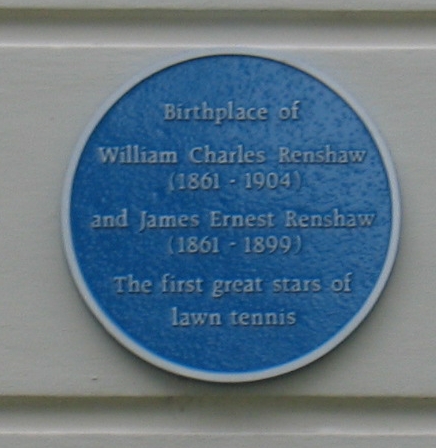 Birthplace of
William Charles Renshaw
(1861 - 1904)
and James Ernest Renshaw
(1861 - 1899)
The first great stars of
lawn tennis